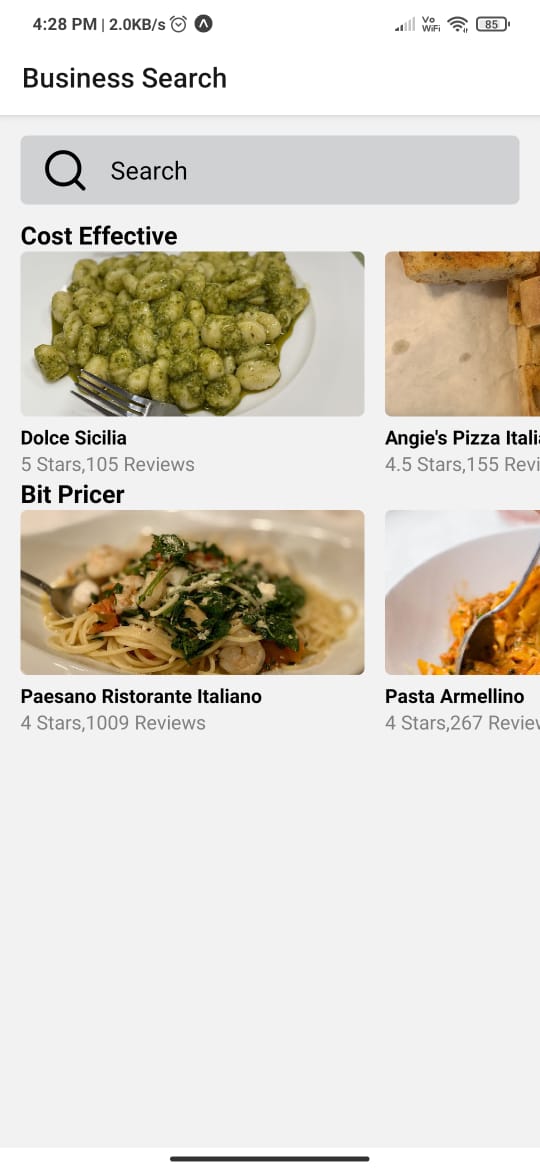 4:28 PM | 2.0KB/s
Vo
WiFi
85
Business Search
Search
Cost Effective
Dolce Sicilia
5 Stars,105 Reviews
Angie's Pizza Itali
4.5 Stars,155 Revi
Bit Pricer
Paesano Ristorante Italiano
4 Stars,1009 Reviews
Pasta Armellino
4 Stars,267 Review